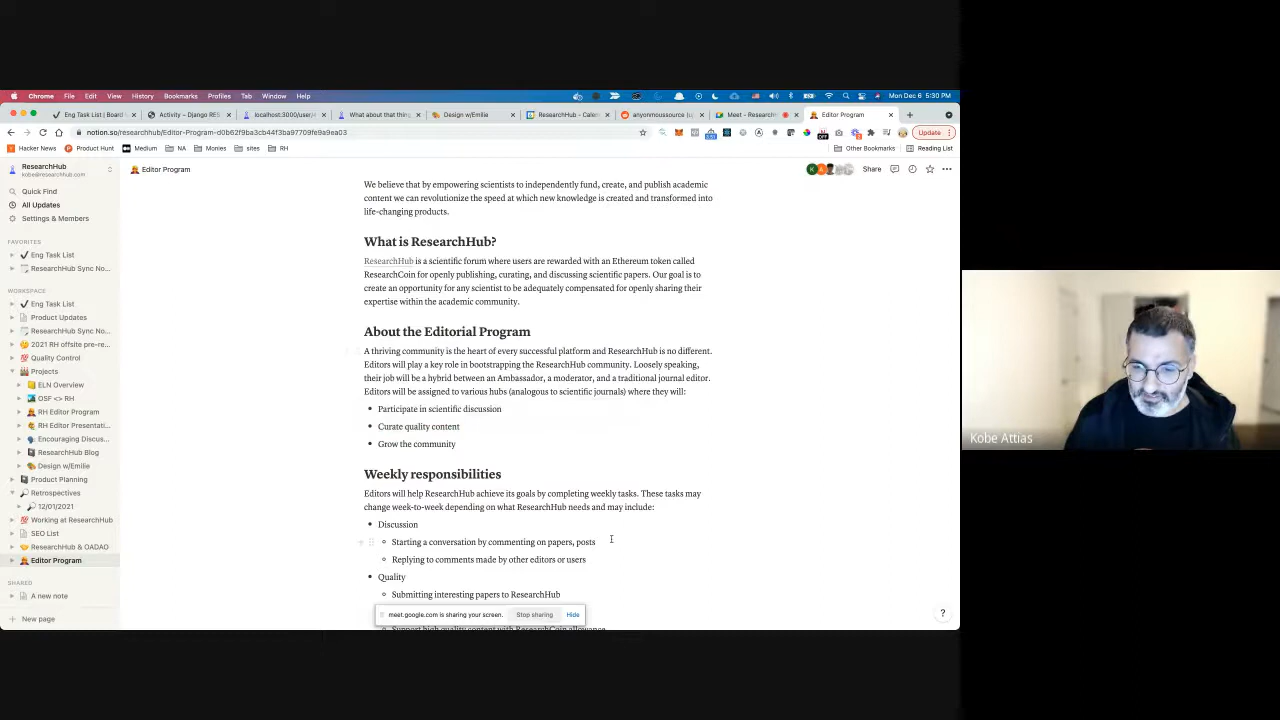 Chrome File Edit View History Bookmarks Profiles Tab Window Help
Mon Dec 6 5:30 PM
Eng Task List | Board
Activity – Django RES
localhost:3000/user/
What about that thing
Design w/Emilie
ResearchHub - Calen
anyonmoussource (u
Meet - Research
Editor Program
notion.so/researchhub/Editor-Program-d0b62f9ba3cb44f3ba97709fe9a9ea03
Update
Hacker News
Product Hunt
Medium
NA
Monies
sites
RH
Other Bookmarks
Reading List
ResearchHub
kobe@researchhub.com
Editor Program
Share
Quick Find
All Updates
Settings & Members
FAVORITES
Eng Task List
ResearchHub Sync No...
WORKSPACE
Eng Task List
Product Updates
ResearchHub Sync No...
2021 RH offsite pre-re...
Quality Control
Projects
ELN Overview
OSF <> RH
RH Editor Program
RH Editor Presentati...
Encouraging Discus...
ResearchHub Blog
Design w/Emilie
Product Planning
Retrospectives
12/01/2021
Working at ResearchHub
SEO List
ResearchHub & OADAO
Editor Program
SHARED
A new note
New page
We believe that by empowering scientists to independently fund, create, and publish academic
content we can revolutionize the speed at which new knowledge is created and transformed into
life-changing products.
What is ResearchHub?
ResearchHub is a scientific forum where users are rewarded with an Ethereum token called
ResearchCoin for openly publishing, curating, and discussing scientific papers. Our goal is to
create an opportunity for any scientist to be adequately compensated for openly sharing their
expertise within the academic community.
About the Editorial Program
A thriving community is the heart of every successful platform and ResearchHub is no different.
Editors will play a key role in bootstrapping the ResearchHub community. Loosely speaking,
their job will be a hybrid between an Ambassador, a moderator, and a traditional journal editor.
Editors will be assigned to various hubs (analogous to scientific journals) where they will:
• Participate in scientific discussion
• Curate quality content
• Grow the community
Weekly responsibilities
Editors will help ResearchHub achieve its goals by completing weekly tasks. These tasks may
change week-to-week depending on what ResearchHub needs and may include:
• Discussion
◦ Starting a conversation by commenting on papers, posts
◦ Replying to comments made by other editors or users
• Quality
◦ Submitting interesting papers to ResearchHub
meet.google.com is sharing your screen.
Stop sharing
Hide
◦ Support high quality content with ResearchCoin allowance
?
Kobe Attias